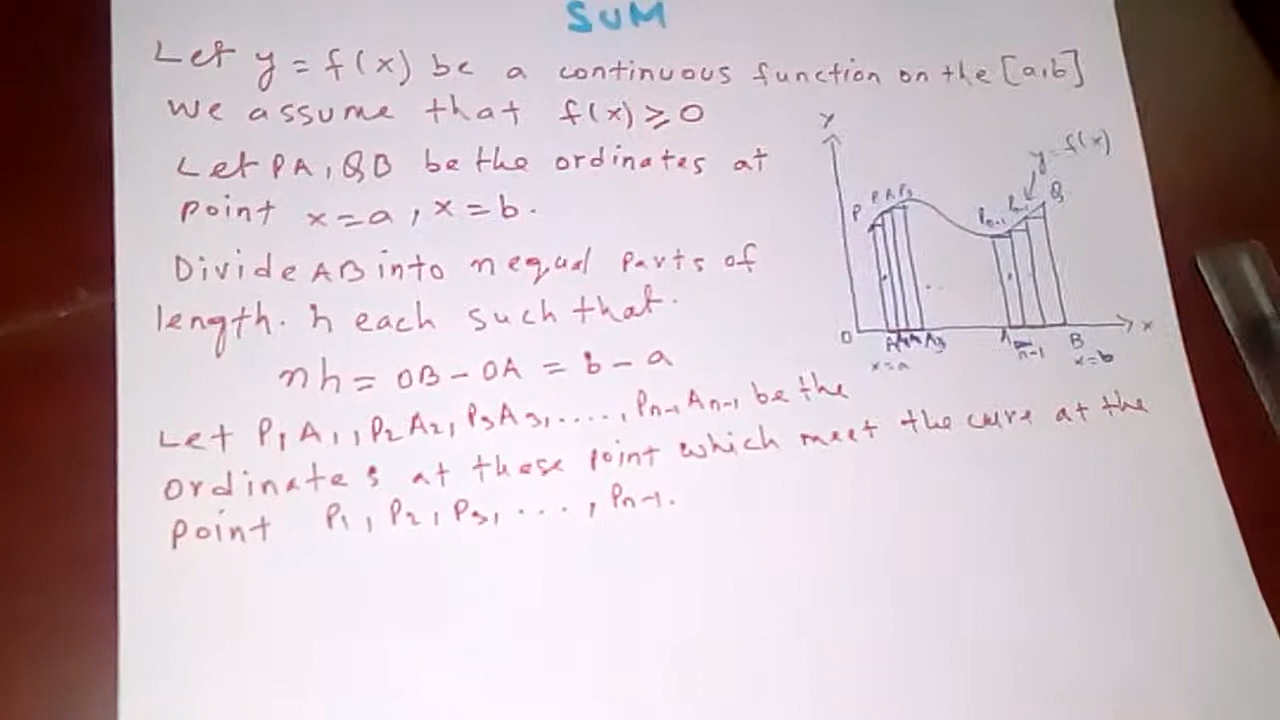 SUM
Let y = f(x) be a continuous function on the [a,b]
We assume that f(x) ≥ 0
Let PA, QB be the ordinates at
point x = a, x = b.
Divide AB into n equal parts of
length. h each such that.
nh = OB - OA = b - a
Let P1A1, P2A2, P3A3, ....., Pn-1An-1 be the
ordinates at these point which meet the curve at the
point P1, P2, P3, ...., Pn-1.
Y
y = f(x)
P
Q
O
B
x
x=a
n-1
x=b